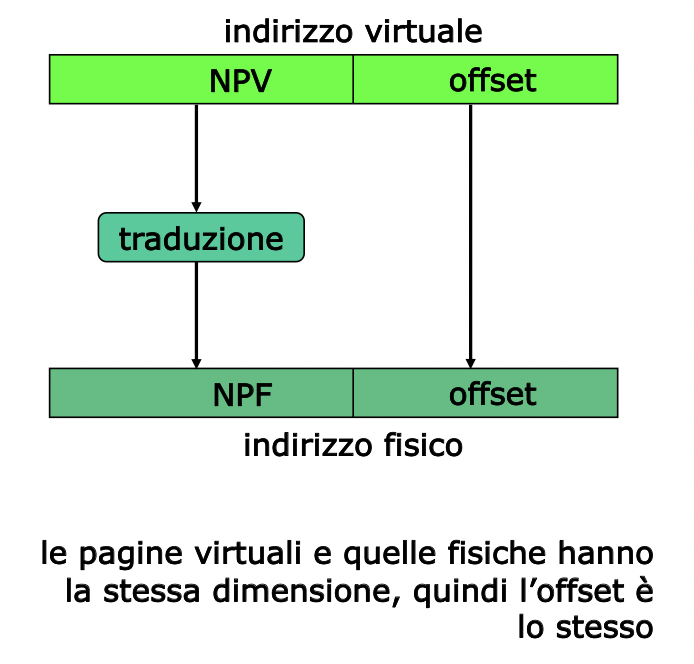 indirizzo virtuale
NPV offset
traduzione
NPF offset
indirizzo fisico
le pagine virtuali e quelle fisiche hanno
la stessa dimensione, quindi l’offset è
lo stesso